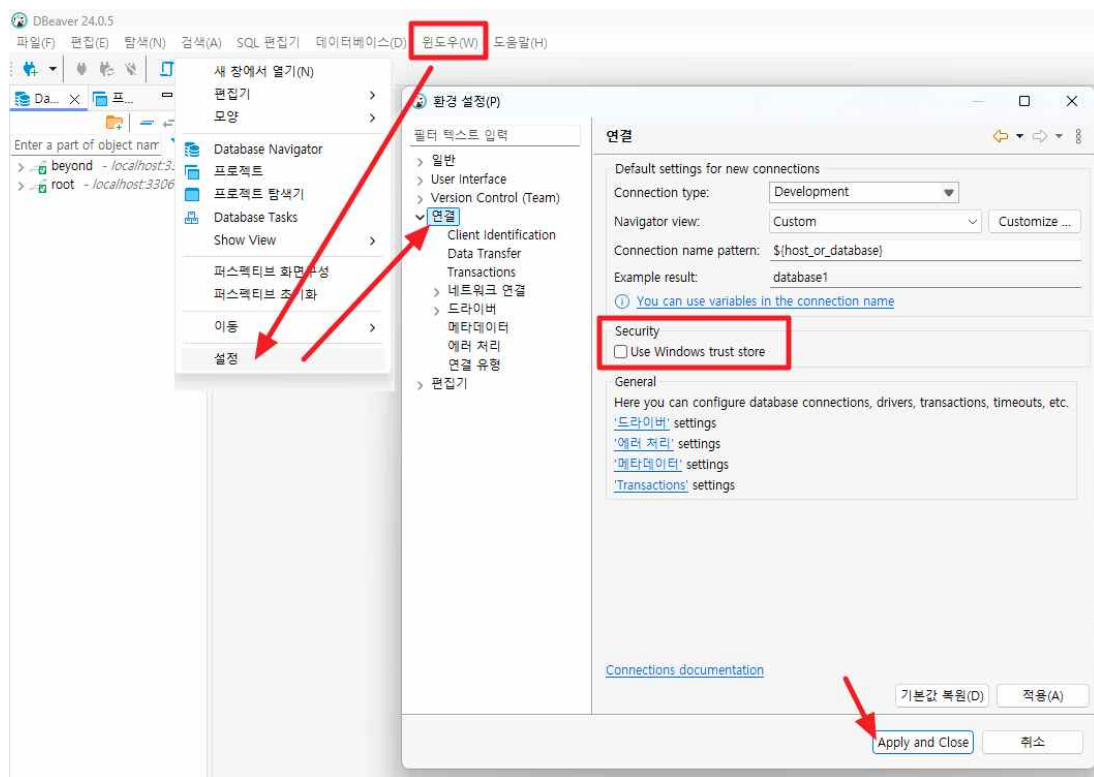 DBeaver 24.0.5
파일(F) 편집(E) 탐색(N) 검색(A) SQL 편집기 데이터베이스(D) 윈도우(W) 도움말(H)
Da...
프...
Enter a part of object nam
beyond - localhost:3.
root - localhost:3306
새 창에서 열기(N)
편집기
모양
Database Navigator
프로젝트
프로젝트 탐색기
Database Tasks
Show View
퍼스펙티브 화면구성
퍼스펙티브 초기화
이동
설정
환경 설정(P)
필터 텍스트 입력
일반
User Interface
Version Control (Team)
연결
Client Identification
Data Transfer
Transactions
네트워크 연결
드라이버
메타데이터
에러 처리
연결 유형
편집기
연결
Default settings for new connections
Connection type: Development
Navigator view: Custom Customize ...
Connection name pattern: ${host_or_database}
Example result: database1
You can use variables in the connection name
Security
Use Windows trust store
General
Here you can configure database connections, drivers, transactions, timeouts, etc.
'드라이버' settings
'에러 처리' settings
'메타데이터' settings
'Transactions' settings
Connections documentation
기본값 복원(D) 적용(A)
Apply and Close 취소